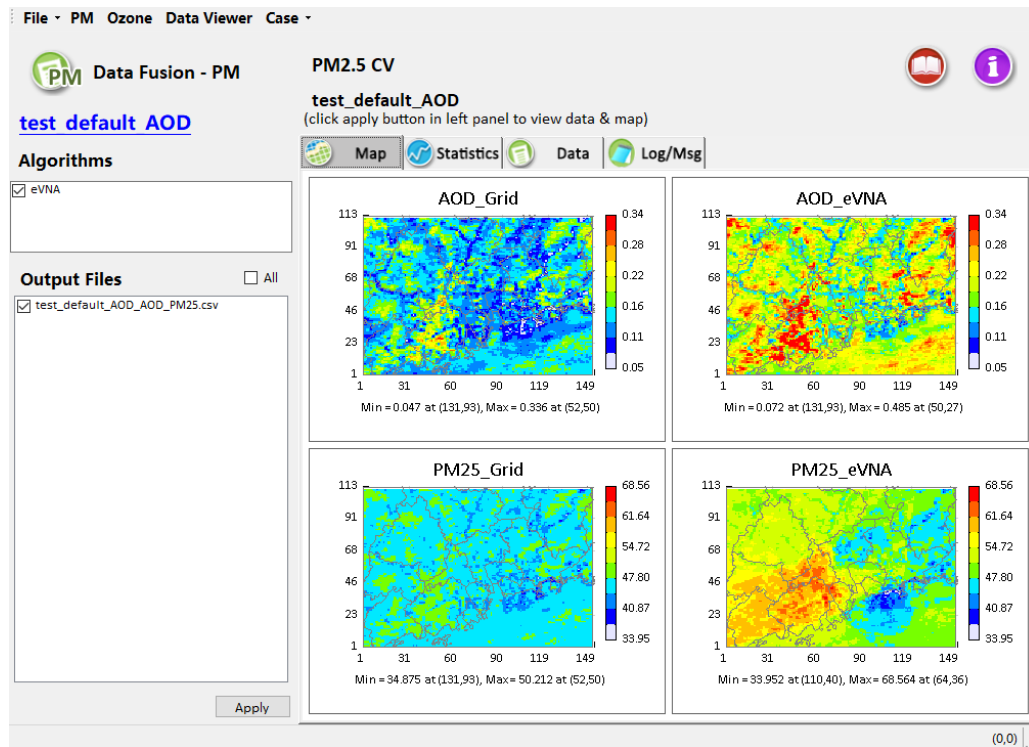 File PM Ozone Data Viewer Case
PM Data Fusion - PM
PM2.5 CV
i
test_default_AOD
test_default_AOD
(click apply button in left panel to view data & map)
Algorithms
eVNA
Output Files
All
test_default_AOD_AOD_PM25.csv
Apply
Map Statistics Data Log/Msg
AOD_Grid
113
91
68
46
23
1
1 31 60 90 119 149
0.34
0.28
0.22
0.16
0.11
0.05
Min = 0.047 at (131,93), Max = 0.336 at (52,50)
AOD_eVNA
113
91
68
46
23
1
1 31 60 90 119 149
0.34
0.28
0.22
0.16
0.11
0.05
Min = 0.072 at (131,93), Max = 0.485 at (50,27)
PM25_Grid
113
91
68
46
23
1
1 31 60 90 119 149
68.56
61.64
54.72
47.80
40.87
33.95
Min = 34.875 at (131,93), Max = 50.212 at (52,50)
PM25_eVNA
113
91
68
46
23
1
1 31 60 90 119 149
68.56
61.64
54.72
47.80
40.87
33.95
Min = 33.952 at (110,40), Max = 68.564 at (64,36)
(0,0)